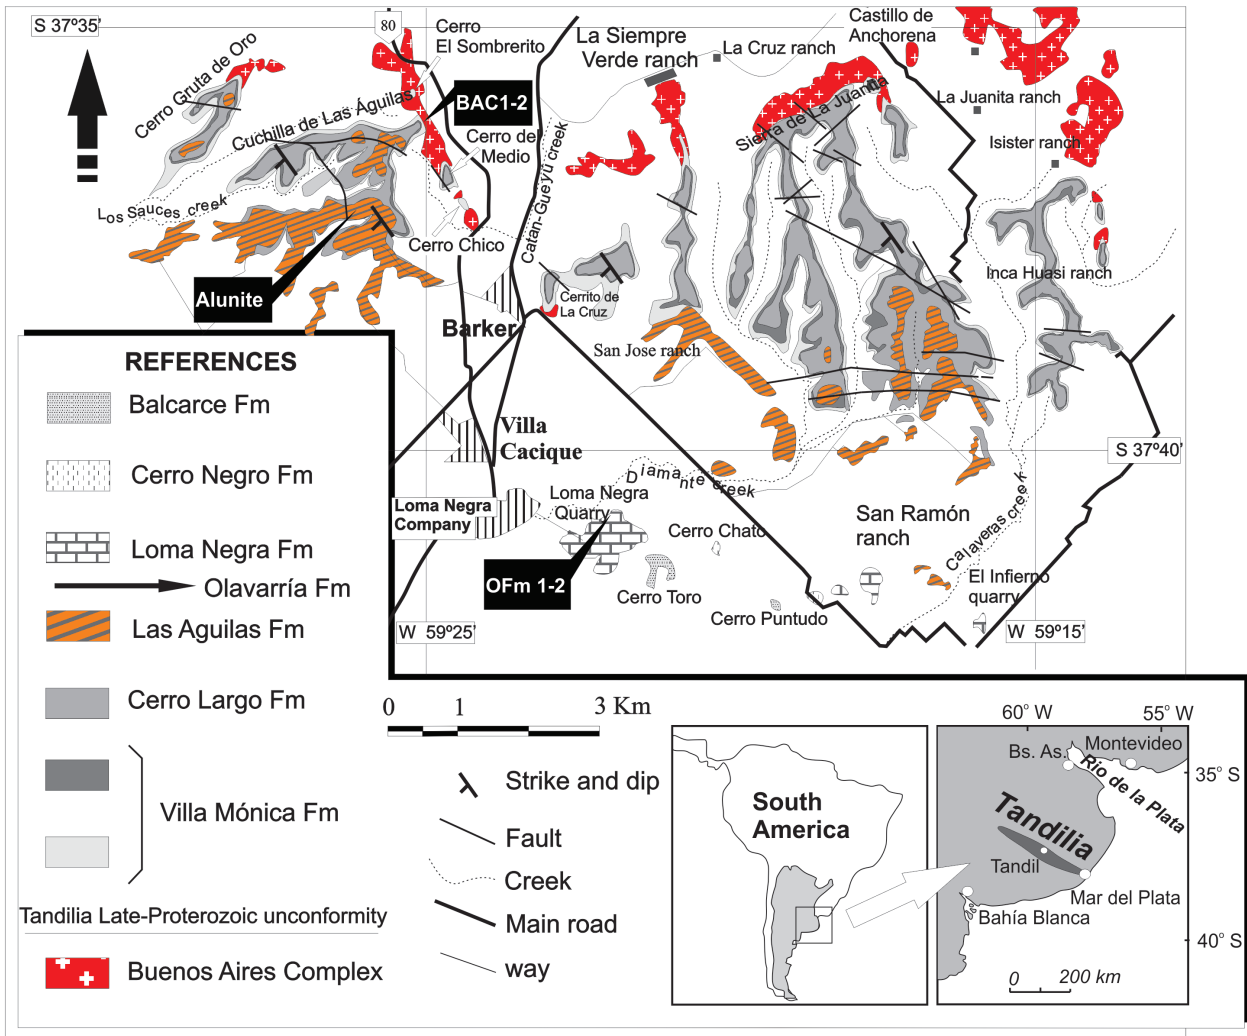 S 37º35'
80
Cerro
El Sombrerito
La Siempre
Verde ranch
La Cruz ranch
Castillo de
Anchorena
Cerro Gruta de Oro
Cuchilla de Las Águilas
BAC1-2
Cerro del
Medio
Catan-Gueyú creek
Sierta de La Juanita
La Juanita ranch
Isister ranch
Los Sauces creek
Cerro Chico
Alunite
Cerrito de
La Cruz
Inca Huasi ranch
Barker
San Jose ranch
Villa
Cacique
S 37º40'
Diamante creek
Loma Negra
Company
Loma Negra
Quarry
Cerro Chato
San Ramón
ranch
Calaveras creek
OFm 1-2
Cerro Toro
Cerro Puntudo
El Infierno
quarry
W 59º25'
W 59º15'
REFERENCES
Balcarce Fm
Cerro Negro Fm
Loma Negra Fm
Olavarría Fm
Las Aguilas Fm
Cerro Largo Fm
Villa Mónica Fm
Tandilia Late-Proterozoic unconformity
Buenos Aires Complex
0 1 3 Km
Strike and dip
Fault
Creek
Main road
way
South
America
60° W 55° W
Bs. As.
Montevideo
Rio de la Plata
35° S
Tandilia
Tandil
Mar del Plata
Bahía Blanca
40° S
0 200 km